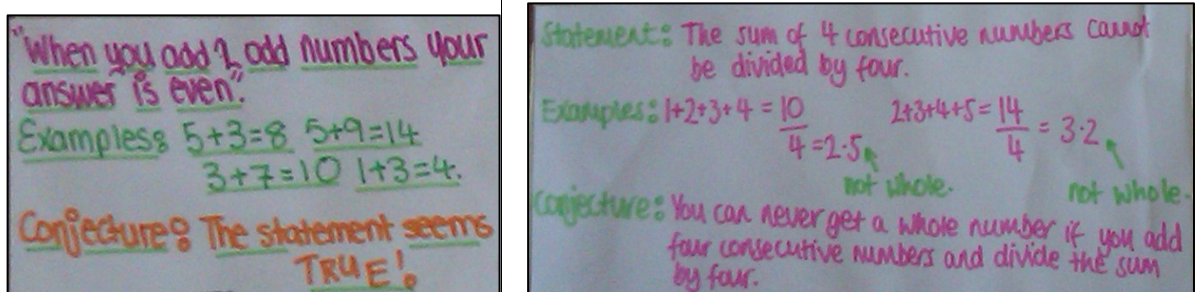 "When you add 2 odd numbers your
answer is even".
Examples: 5+3=8 5+9=14
3+7=10 1+3=4.
Conjecture: The statement seems
TRUE!
Statement: The sum of 4 consecutive numbers cannot
be divided by four.
Examples: 1+2+3+4 = 10/4 = 2.5 2+3+4+5 = 14/4 = 3.2
not whole. not whole.
Conjecture: You can never get a whole number if you add
four consecutive numbers and divide the sum
by four.